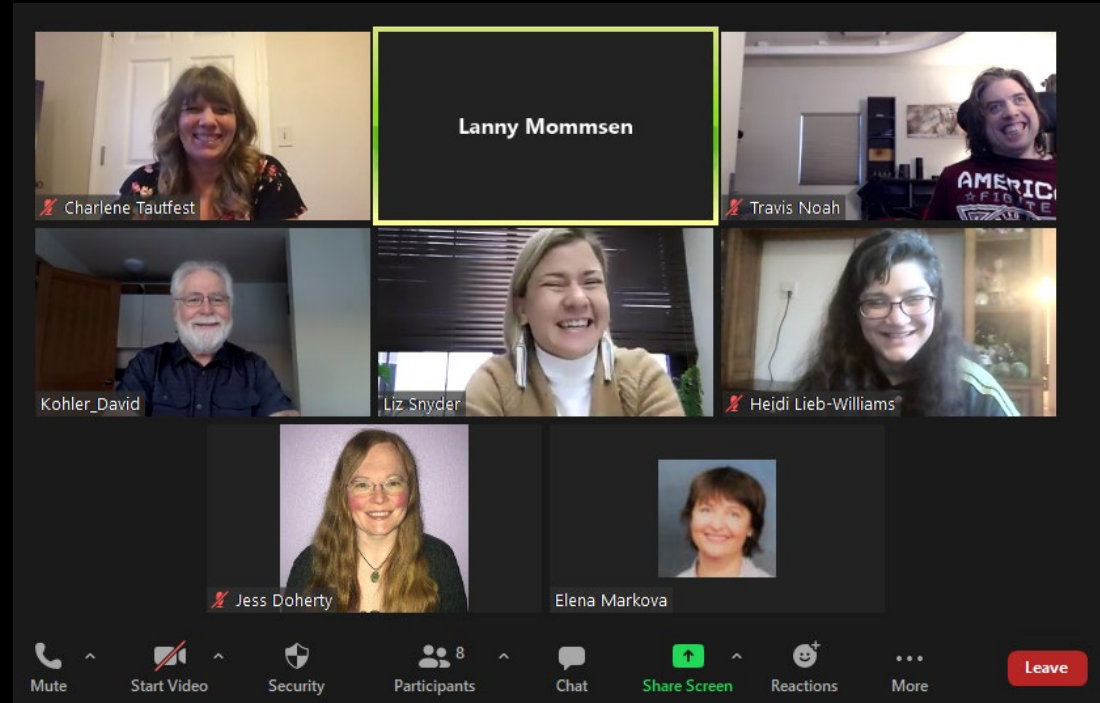 Charlene Tautfest
Lanny Mommsen
Travis Noah
AMERIC
Kohler_David
Liz Snyder
Heidi Lieb-Williams
Jess Doherty
Elena Markova
8
Mute
Start Video
Security
Participants
Chat
Share Screen
Reactions
More
Leave